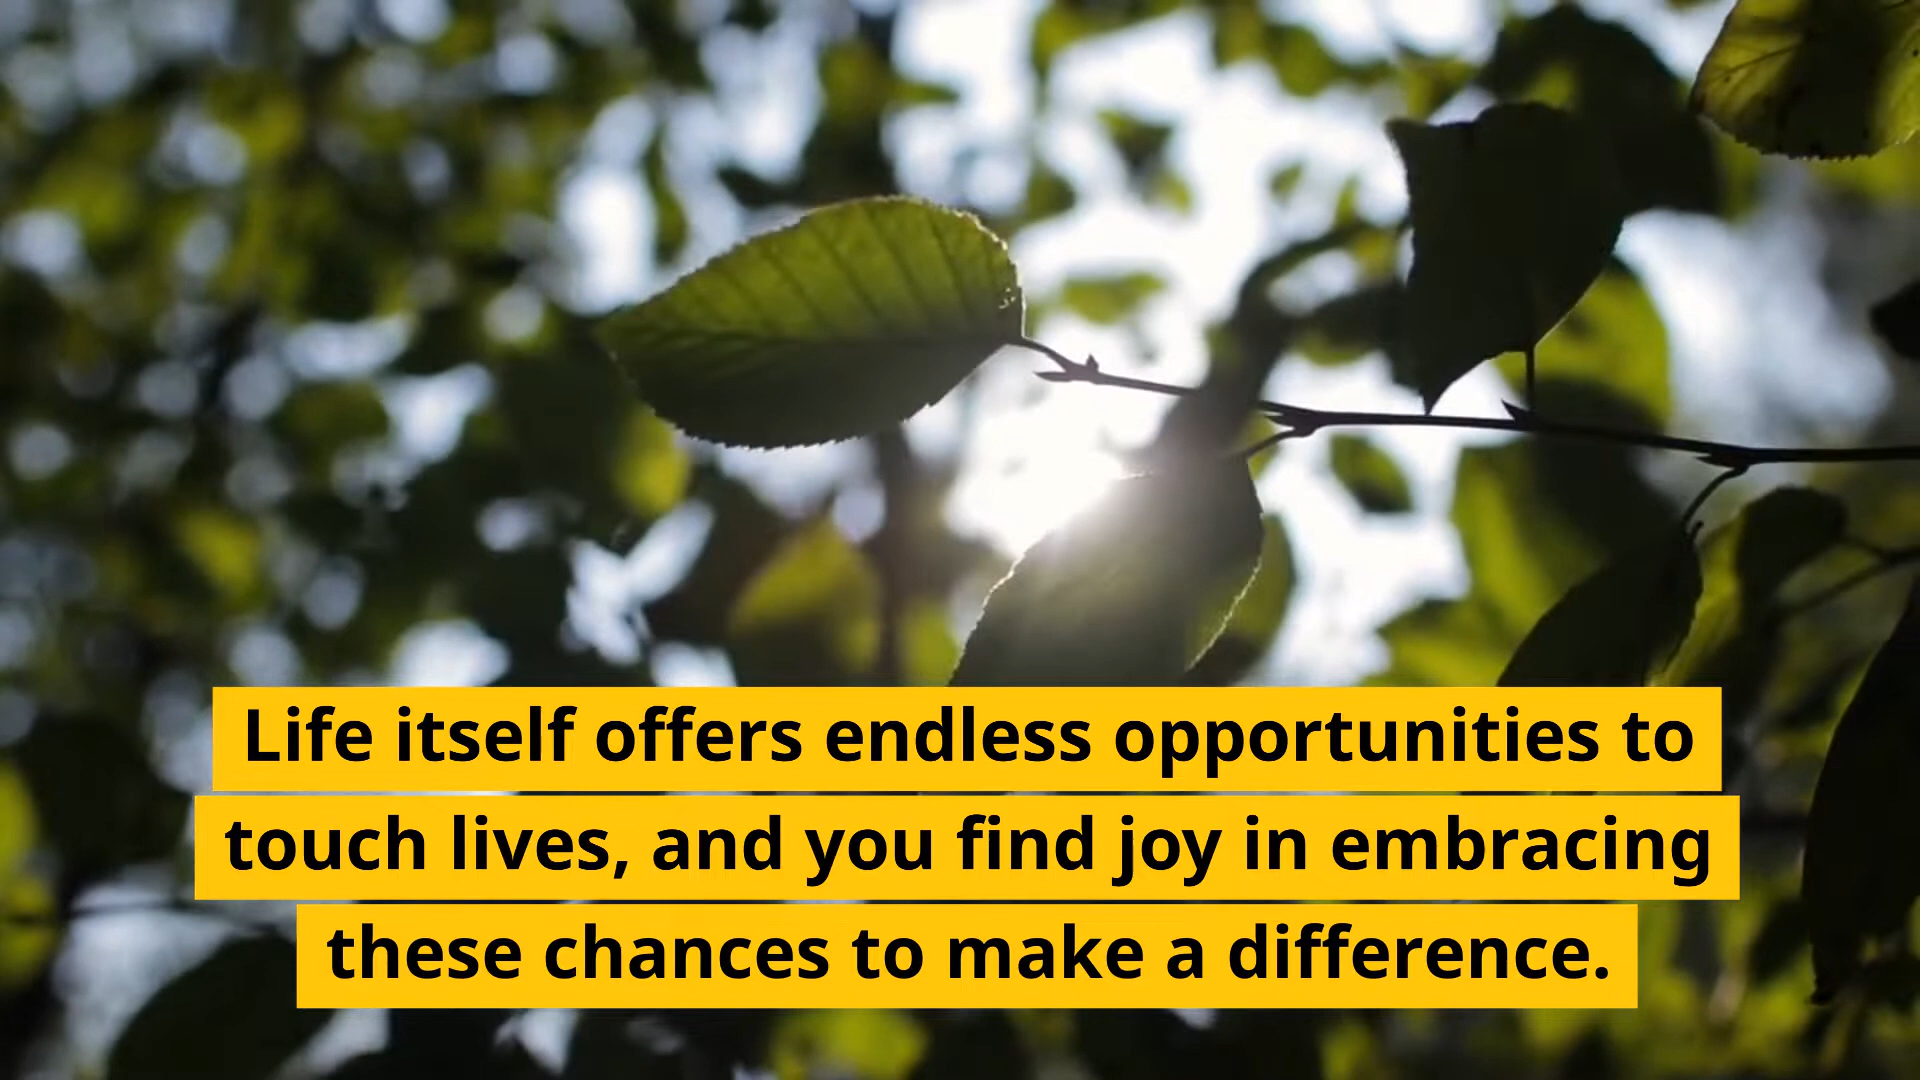 Life itself offers endless opportunities to
touch lives, and you find joy in embracing
these chances to make a difference.